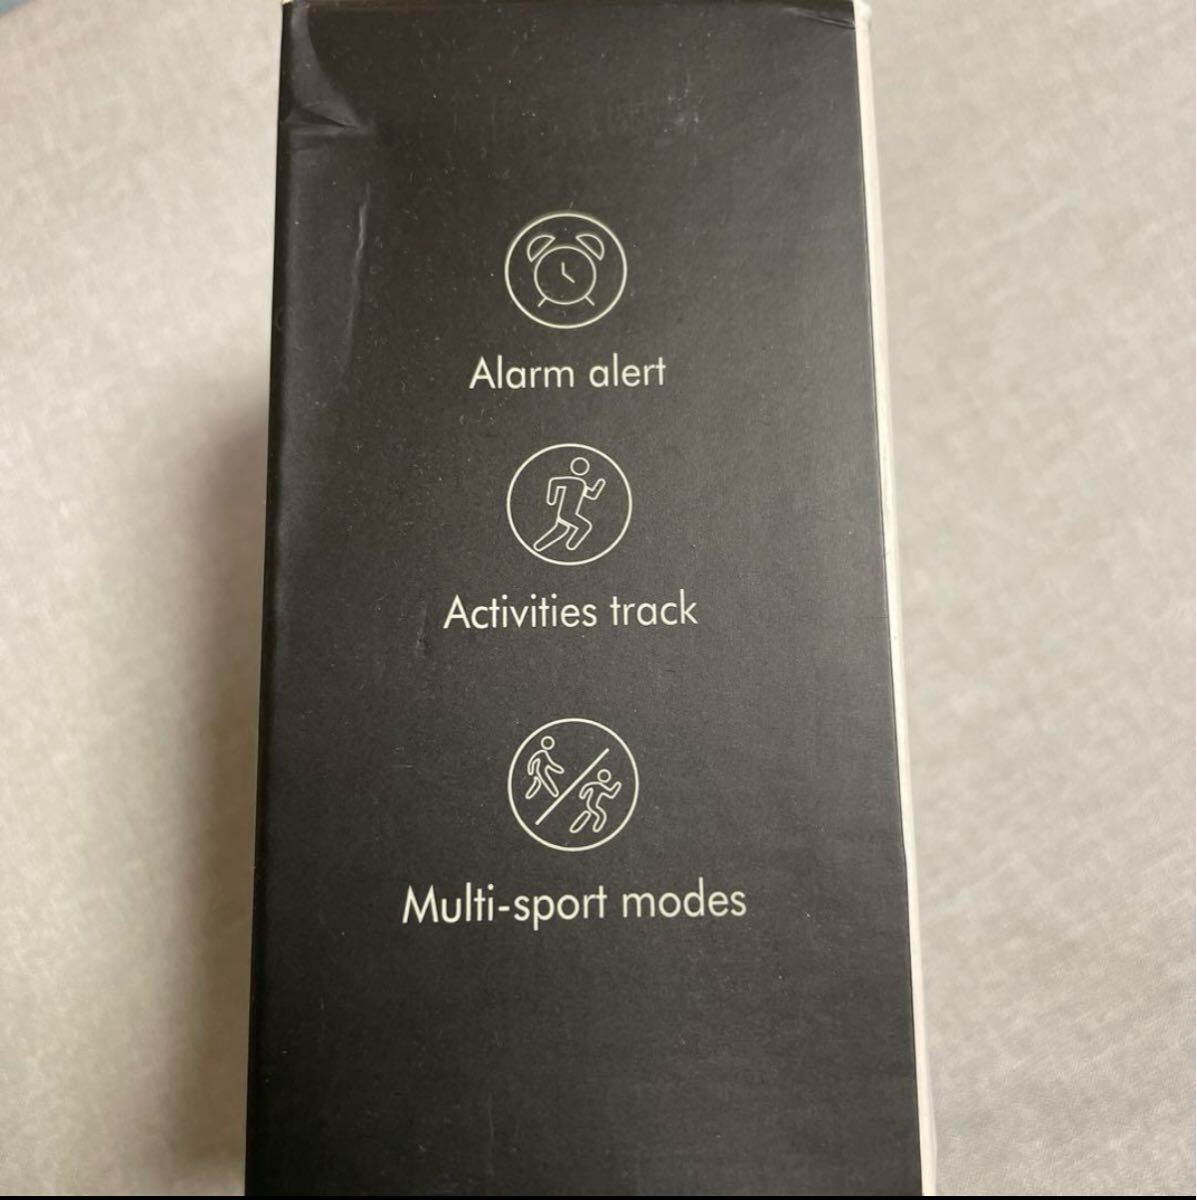 Alarm alert
Activities track
Multi-sport modes